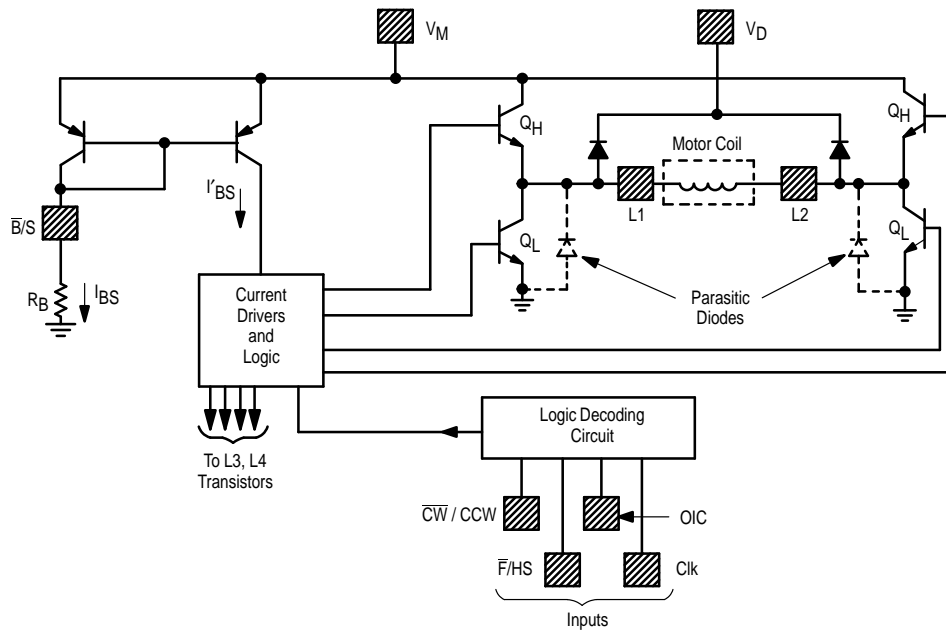 V_M
V_D
Q_H
Motor Coil
Q_H
I'_BS
L1
L2
B̅/S
Q_L
Q_L
R_B
I_BS
Current
Drivers
and
Logic
Parasitic
Diodes
Logic Decoding
Circuit
To L3, L4
Transistors
C̅W̅ / CCW
OIC
F̅/HS
Clk
Inputs